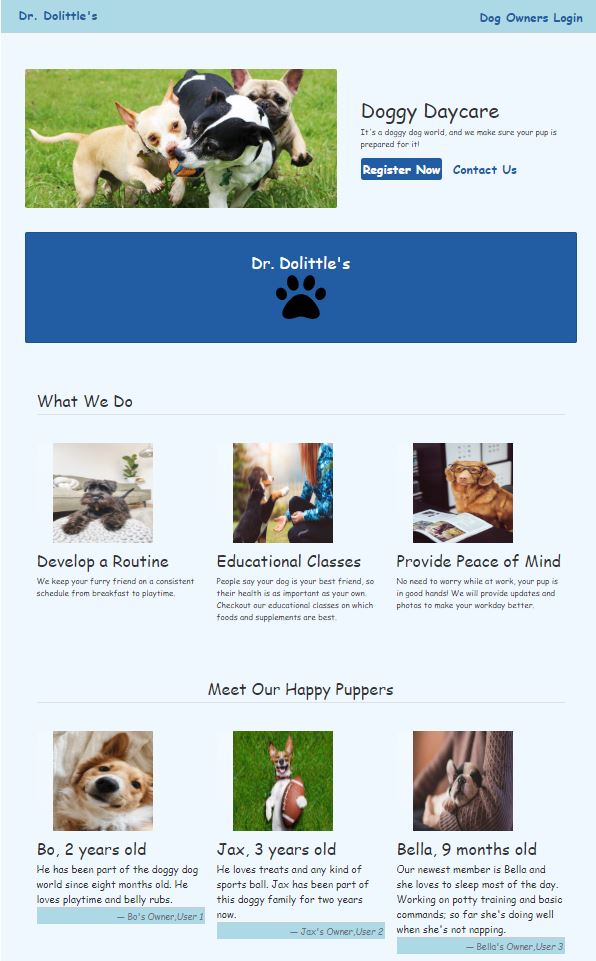 Dr. Dolittle's
Dog Owners Login
Doggy Daycare
It's a doggy dog world, and we make sure your pup is
prepared for it!
Register Now Contact Us
Dr. Dolittle's
What We Do
Develop a Routine
We keep your furry friend on a consistent
schedule from breakfast to playtime.
Educational Classes
People say your dog is your best friend, so
their health is as important as your own.
Checkout our educational classes on which
foods and supplements are best.
Provide Peace of Mind
No need to worry while at work, your pup is
in good hands! We will provide updates and
photos to make your workday better.
Meet Our Happy Puppers
Bo, 2 years old
He has been part of the doggy dog
world since eight months old. He
loves playtime and belly rubs.
— Bo's Owner,User 1
Jax, 3 years old
He loves treats and any kind of
sports ball. Jax has been part of
this doggy family for two years
now.
— Jax's Owner,User 2
Bella, 9 months old
Our newest member is Bella and
she loves to sleep most of the day.
Working on potty training and basic
commands; so far she's doing well
when she's not napping.
— Bella's Owner,User 3